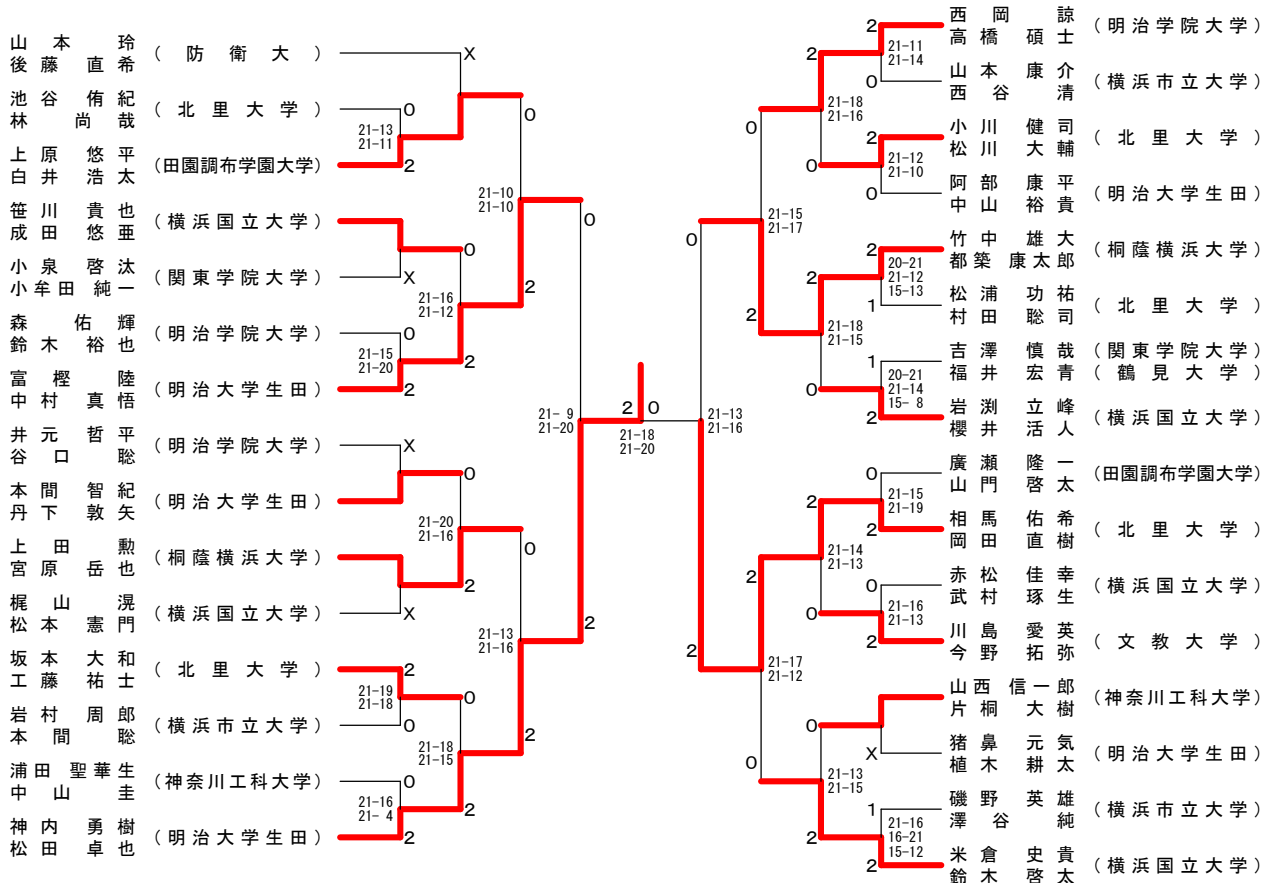 山本 玲
後藤 直希
(防衛大)
X
池谷 侑紀
林 尚哉
(北里大学)
0
21-13
21-11
上原 悠平
白井 浩太
(田園調布学園大学)
2
0
笹川 貴也
成田 悠亜
(横浜国立大学)
0
21-10
21-10
小泉 啓汰
小牟田 純一
(関東学院大学)
X
21-16
21-12
2
森 佑輝
鈴木 裕也
(明治学院大学)
0
21-15
21-20
富樫 陸
中村 真悟
(明治大学生田)
2
2
0
21- 9
21-20
井元 哲平
谷口 聡
(明治学院大学)
X
本間 智紀
丹下 敦矢
(明治大学生田)
0
21-20
21-16
0
上田 勲
宮原 岳也
(桐蔭横浜大学)
2
梶山 滉
松本 憲門
(横浜国立大学)
X
21-13
21-16
2
坂本 大和
工藤 祐士
(北里大学)
2
21-19
21-18
0
岩村 周郎
本間 聡
(横浜市立大学)
0
21-18
21-15
2
浦田 聖華生
中山 圭
(神奈川工科大学)
0
21-16
21- 4
神内 勇樹
松田 卓也
(明治大学生田)
2
2
2 0
21-18
21-20
西岡 諒
高橋 碩士
(明治学院大学)
2
2
21-11
21-14
山本 康介
西谷 清
(横浜市立大学)
0
21-18
21-16
0
小川 健司
松川 大輔
(北里大学)
2
0
21-12
21-10
阿部 康平
中山 裕貴
(明治大学生田)
0
21-15
21-17
0
竹中 雄大
都築 康太郎
(桐蔭横浜大学)
2
2
20-21
21-12
15-13
松浦 功祐
村田 聡司
(北里大学)
1
2
21-18
21-15
吉澤 慎哉
福井 宏青
(関東学院大学)
(鶴見大学)
1
0
20-21
21-14
15- 8
岩渕 立峰
櫻井 活人
(横浜国立大学)
2
21-13
21-16
廣瀬 隆一
山門 啓太
(田園調布学園大学)
0
2
21-15
21-19
相馬 佑希
岡田 直樹
(北里大学)
2
21-14
21-13
2
赤松 佳幸
武村 琢生
(横浜国立大学)
0
0
21-16
21-13
川島 愛英
今野 拓弥
(文教大学)
2
2
21-17
21-12
山西 信一郎
片桐 大樹
(神奈川工科大学)
0
猪鼻 元気
植木 耕太
(明治大学生田)
X
0
21-13
21-15
磯野 英雄
澤谷 純
(横浜市立大学)
1
21-16
16-21
15-12
米倉 史貴
鈴木 啓太
(横浜国立大学)
2
2